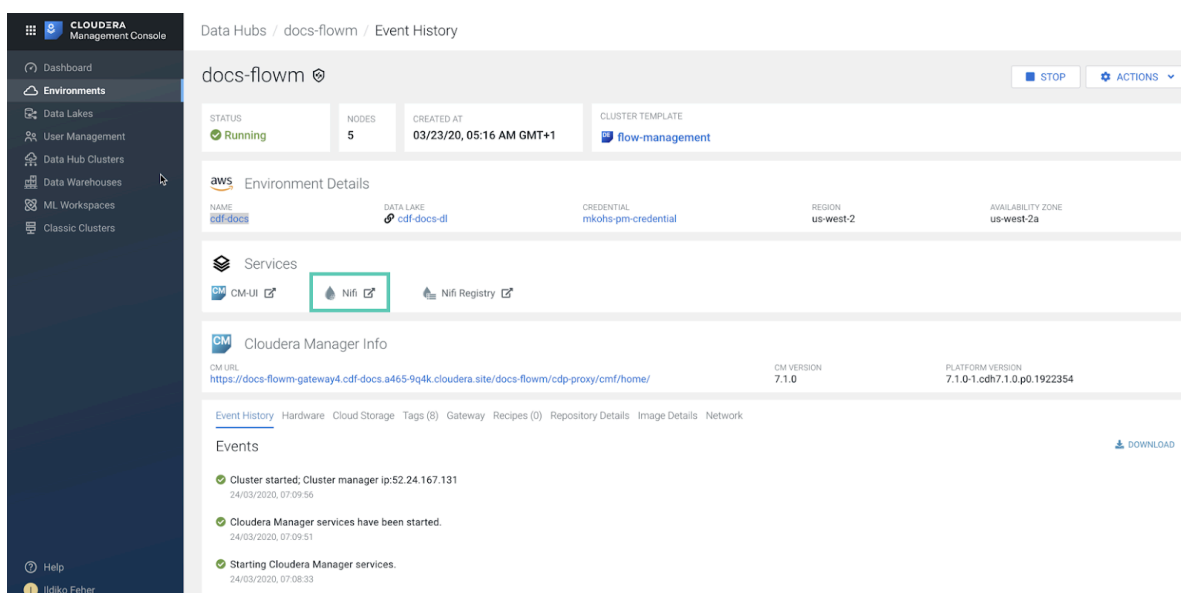 CLOUDERA
Management Console
Dashboard
Environments
Data Lakes
User Management
Data Hub Clusters
Data Warehouses
ML Workspaces
Classic Clusters
Help
Ildiko Feher
Data Hubs / docs-flowm / Event History
docs-flowm
STOP
ACTIONS
STATUS
Running
NODES
5
CREATED AT
03/23/20, 05:16 AM GMT+1
CLUSTER TEMPLATE
DE flow-management
aws Environment Details
NAME DATA LAKE CREDENTIAL REGION AVAILABILITY ZONE
cdf-docs cdf-docs-dl mkohs-pm-credential us-west-2 us-west-2a
Services
CM CM-UI Nifi Nifi Registry
CM Cloudera Manager Info
CM URL CM VERSION PLATFORM VERSION
https://docs-flowm-gateway4.cdf-docs.a465-9q4k.cloudera.site/docs-flowm/cdp-proxy/cmf/home/ 7.1.0 7.1.0-1.cdh7.1.0.p0.1922354
Event History Hardware Cloud Storage Tags (8) Gateway Recipes (0) Repository Details Image Details Network
Events DOWNLOAD
Cluster started; Cluster manager ip:52.24.167.131
24/03/2020, 07:09:56
Cloudera Manager services have been started.
24/03/2020, 07:09:51
Starting Cloudera Manager services.
24/03/2020, 07:08:33